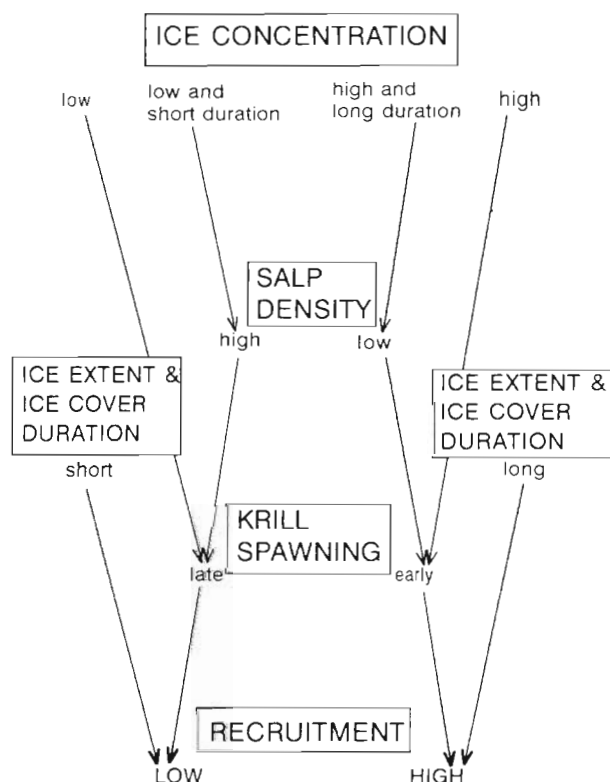 ICE CONCENTRATION
low
low and
short duration
high and
long duration
high
SALP
DENSITY
high
low
ICE EXTENT &
ICE COVER
DURATION
short
ICE EXTENT &
ICE COVER
DURATION
long
KRILL
SPAWNING
late
early
RECRUITMENT
LOW
HIGH